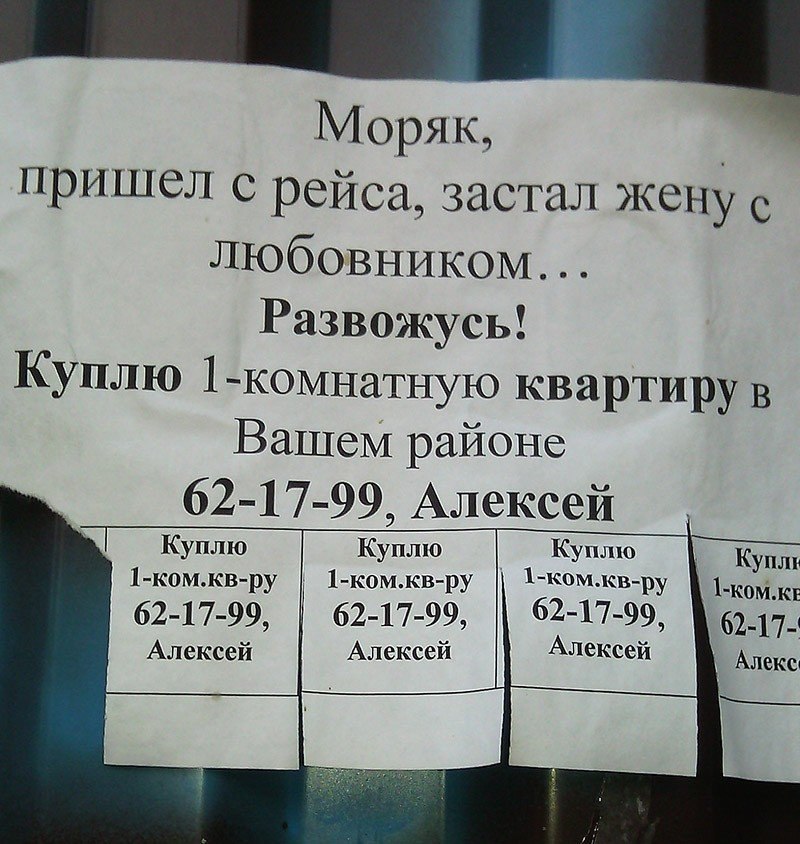 Моряк,
пришел с рейса, застал жену с
любовником…
Развожусь!
Куплю 1-комнатную квартиру в
Вашем районе
62-17-99, Алексей
Куплю
1-ком.кв-ру
62-17-99,
Алексей
Куплю
1-ком.кв-ру
62-17-99,
Алексей
Куплю
1-ком.кв-ру
62-17-99,
Алексей